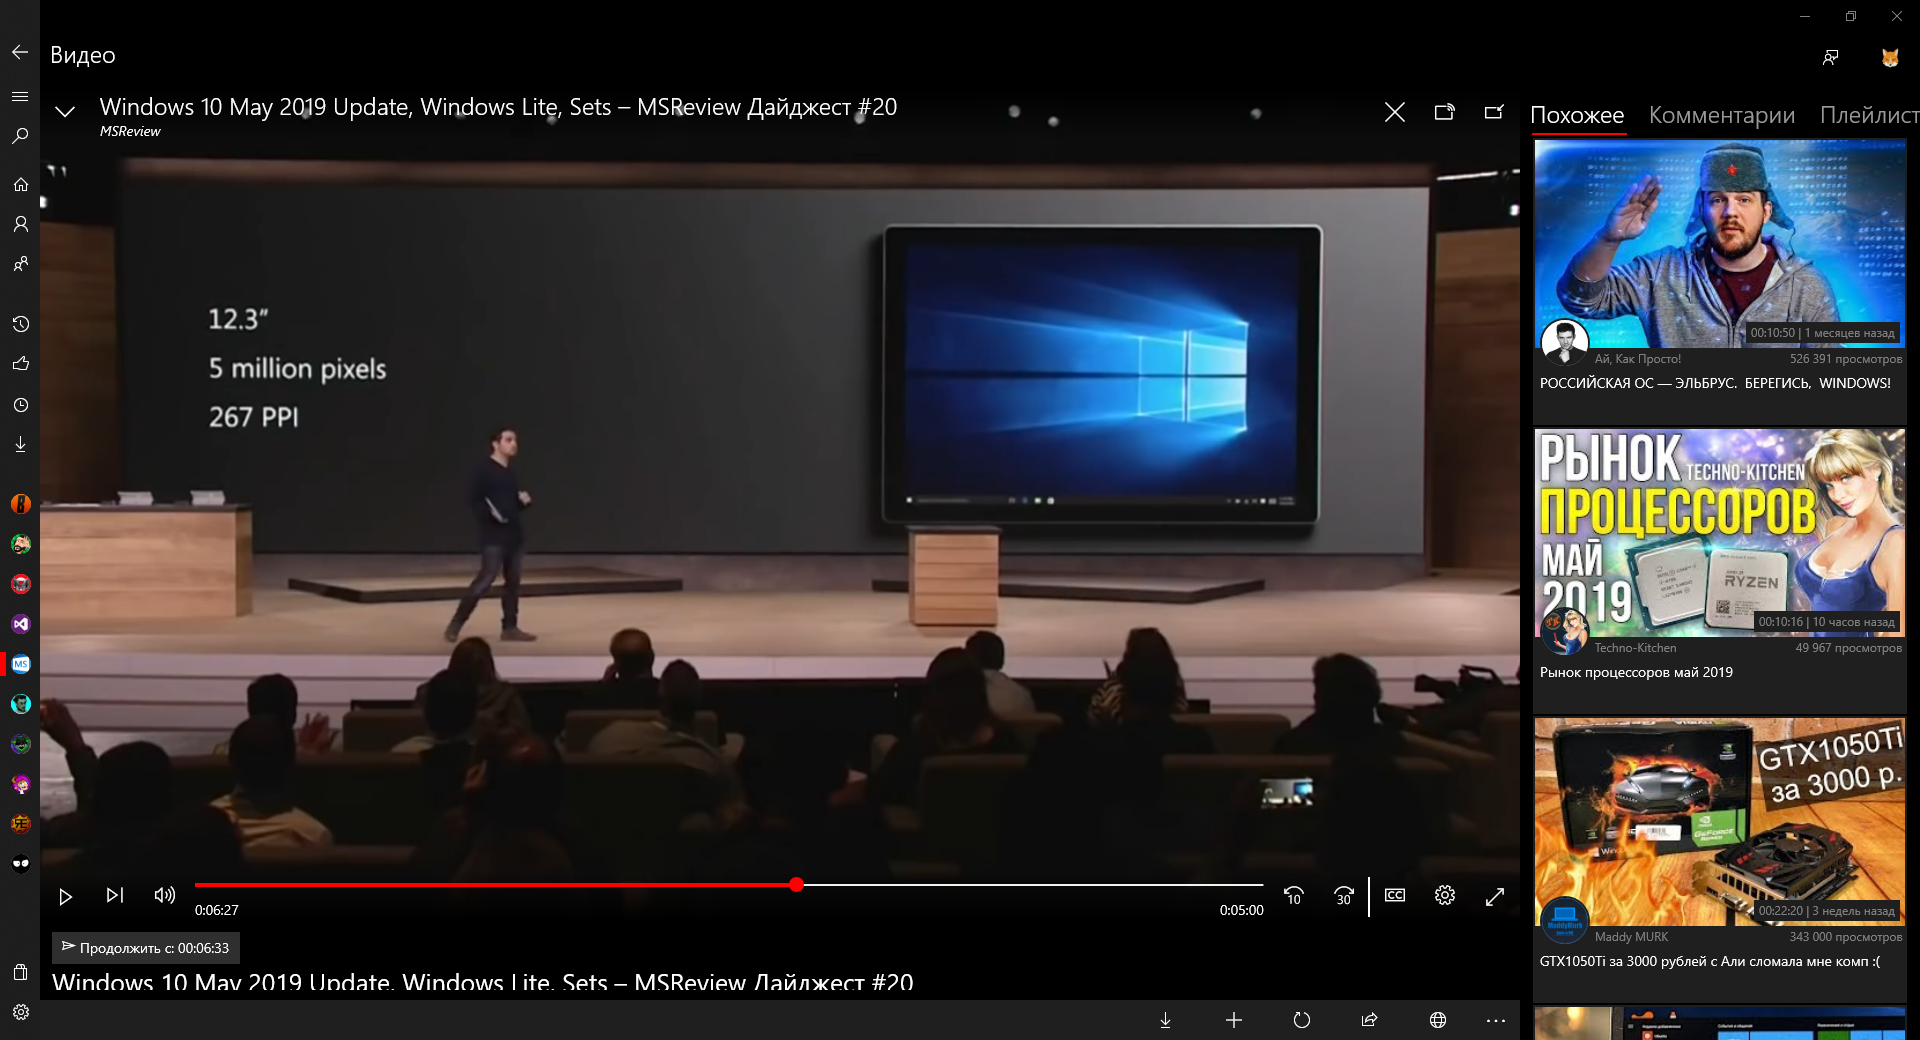 Видео
Windows 10 May 2019 Update, Windows Lite, Sets – MSReview Дайджест #20
MSReview
12.3"
5 million pixels
267 PPI
0:06:27
0:05:00
10
30
CC
Продолжить с: 00:06:33
Windows 10 May 2019 Update, Windows Lite, Sets – MSReview Дайджест #20
MS
Похожее
Комментарии
Плейлист
00:10:50 | 1 месяцев назад
Ай, Как Просто!
526 391 просмотров
РОССИЙСКАЯ ОС — ЭЛЬБРУС. БЕРЕГИСЬ, WINDOWS!
РЫНОК TECHNO-KITCHEN
ПРОЦЕССОРОВ
МАЙ
2019
RYZEN
00:10:16 | 10 часов назад
Techno-Kitchen
49 967 просмотров
Рынок процессоров май 2019
GTX1050Ti
за 3000 р.
GEFORCE
00:22:20 | 3 недель назад
MaddyMurk
Maddy MURK
343 000 просмотров
GTX1050Ti за 3000 рублей с Али сломала мне комп :(